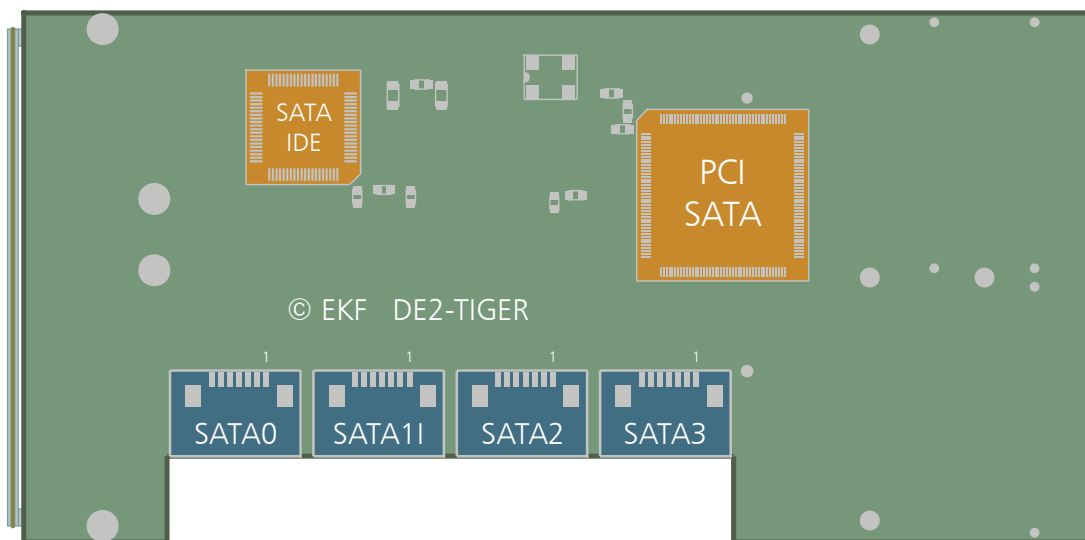 SATA
IDE
PCI
SATA
© EKF DE2-TIGER
1 1 1 1
SATA0 SATA1I SATA2 SATA3